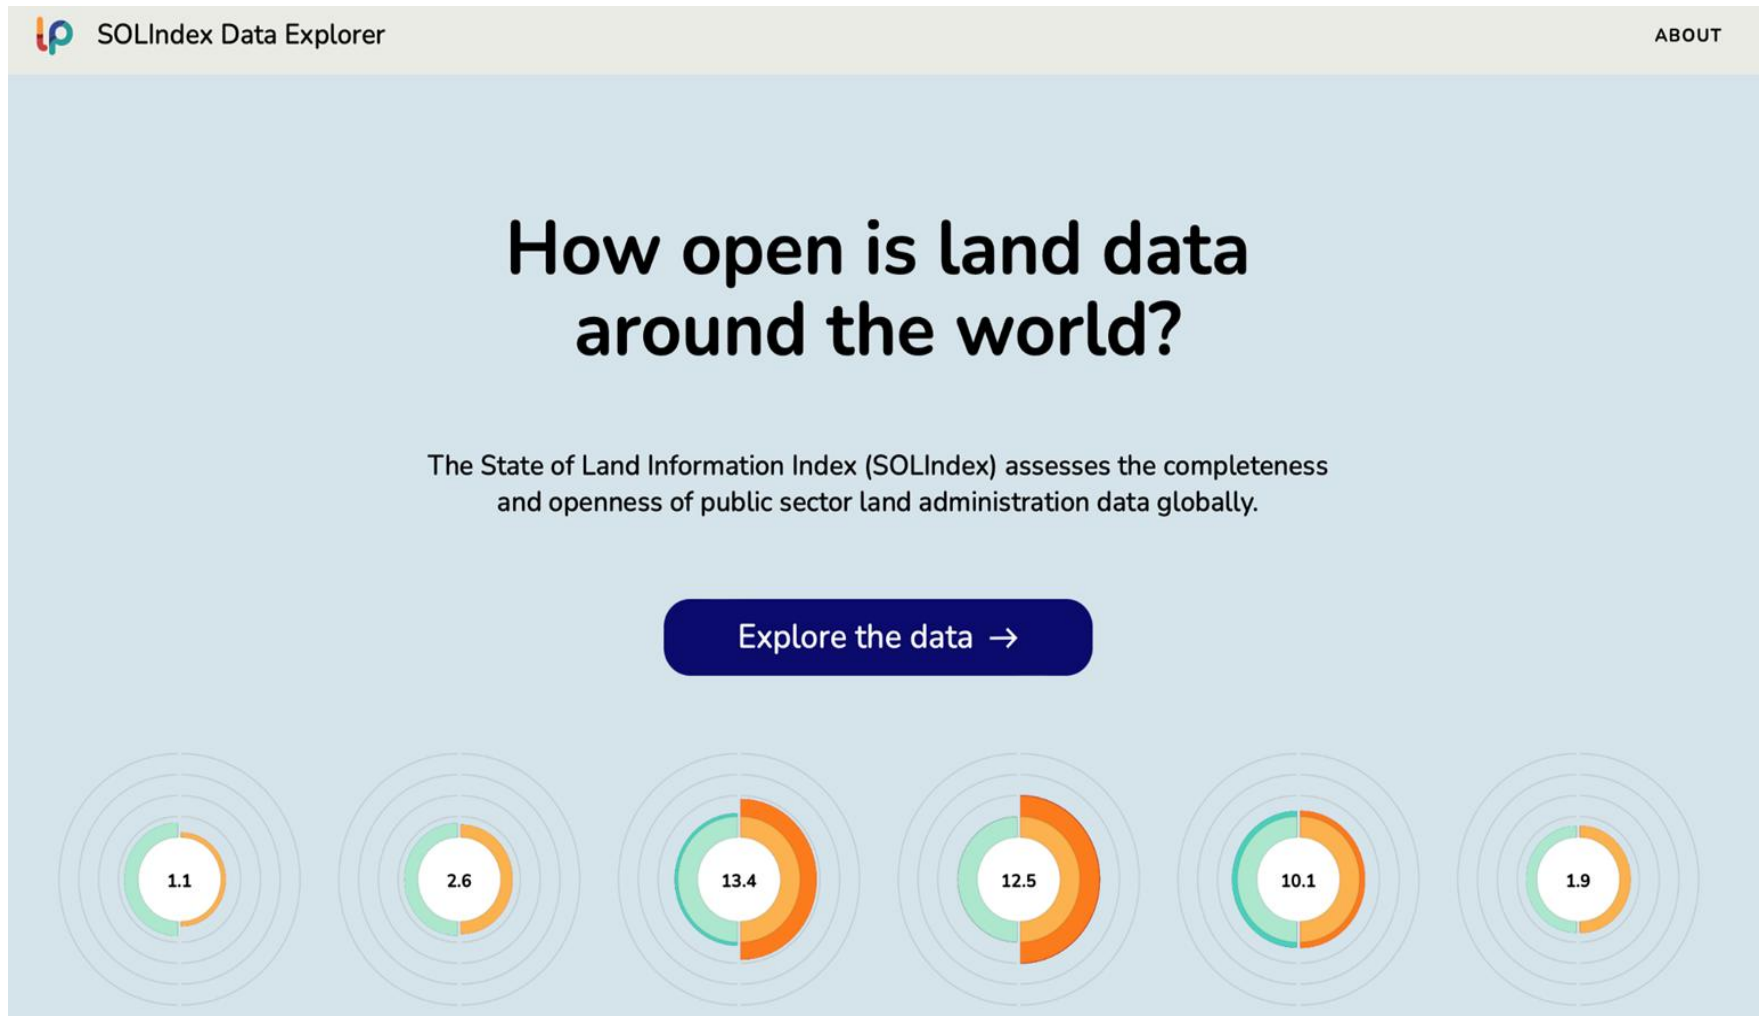 SOLIndex Data Explorer
ABOUT
How open is land data
around the world?
The State of Land Information Index (SOLIndex) assesses the completeness
and openness of public sector land administration data globally.
Explore the data →
1.1
2.6
13.4
12.5
10.1
1.9